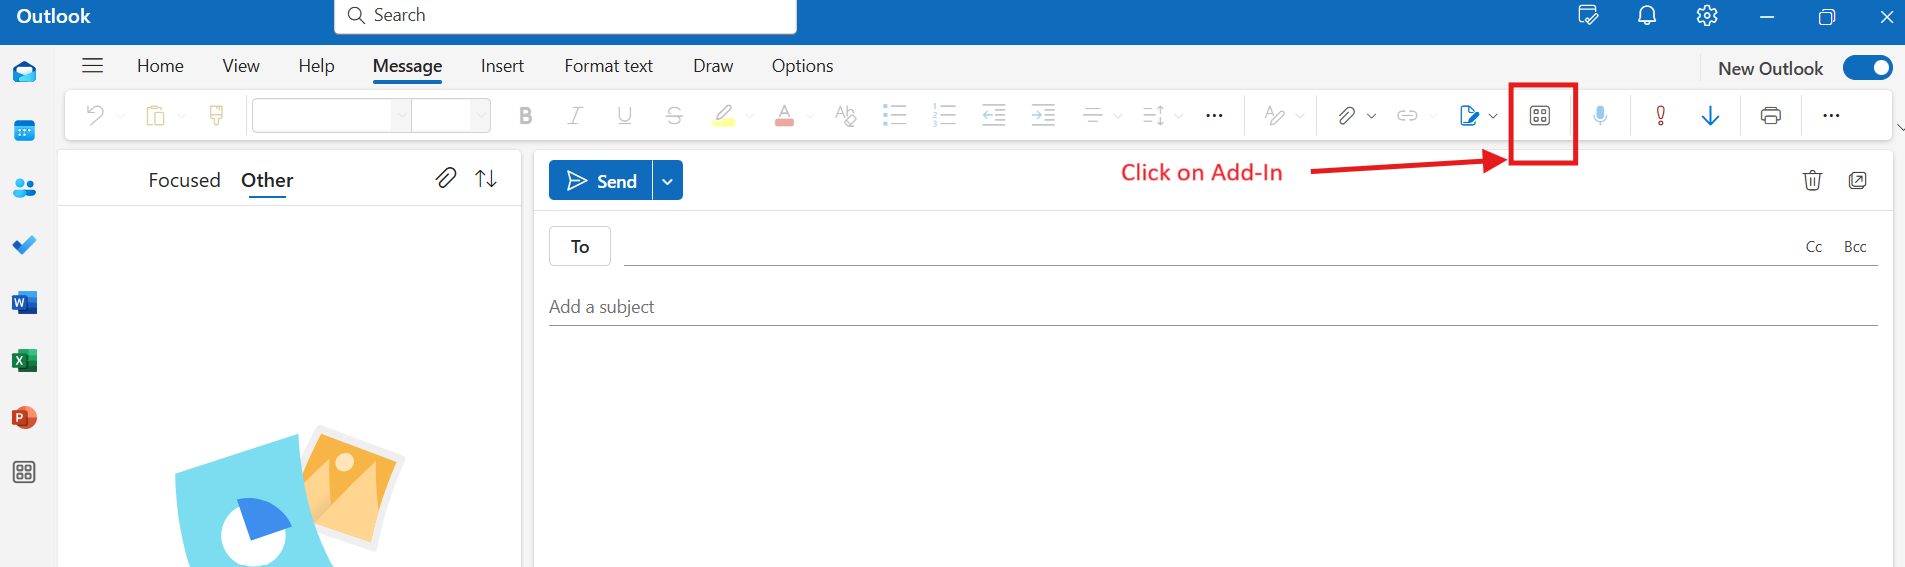 Outlook
Search
Home View Help Message Insert Format text Draw Options
New Outlook
Focused Other
Click on Add-In
Send
To
Cc Bcc
Add a subject